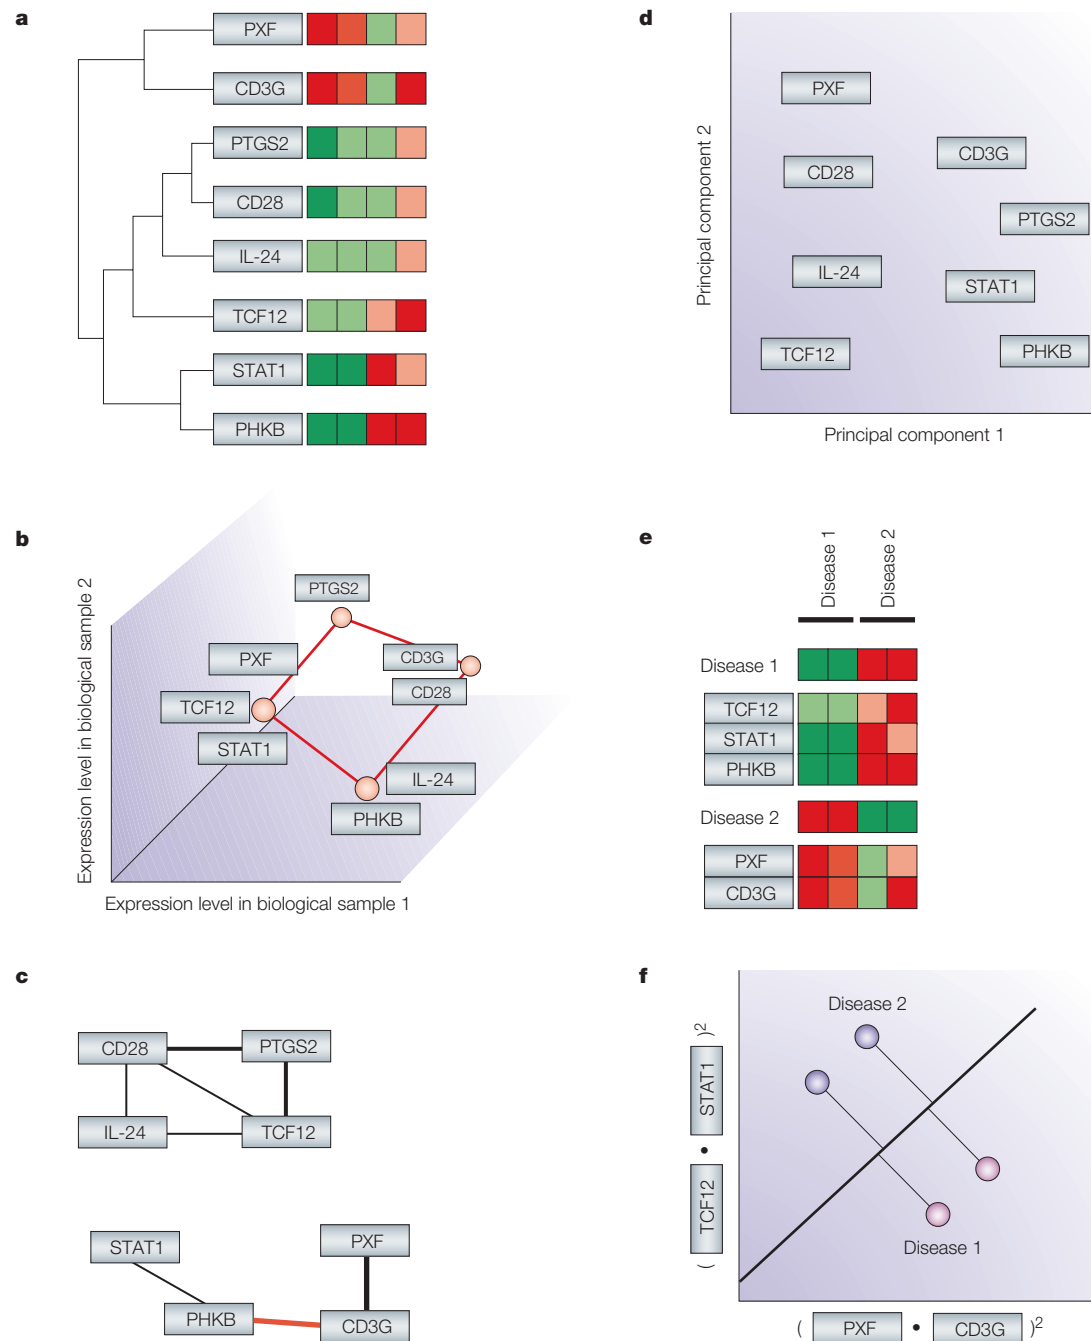 a
PXF
CD3G
PTGS2
CD28
IL-24
TCF12
STAT1
PHKB
b
Expression level in biological sample 2
PTGS2
PXF
CD3G
CD28
TCF12
STAT1
IL-24
PHKB
Expression level in biological sample 1
c
CD28
PTGS2
IL-24
TCF12
STAT1
PXF
PHKB
CD3G
d
Principal component 2
PXF
CD3G
CD28
PTGS2
IL-24
STAT1
TCF12
PHKB
Principal component 1
e
Disease 1
Disease 2
Disease 1
TCF12
STAT1
PHKB
Disease 2
PXF
CD3G
f
( TCF12 • STAT1 )²
Disease 2
Disease 1
( PXF • CD3G )²